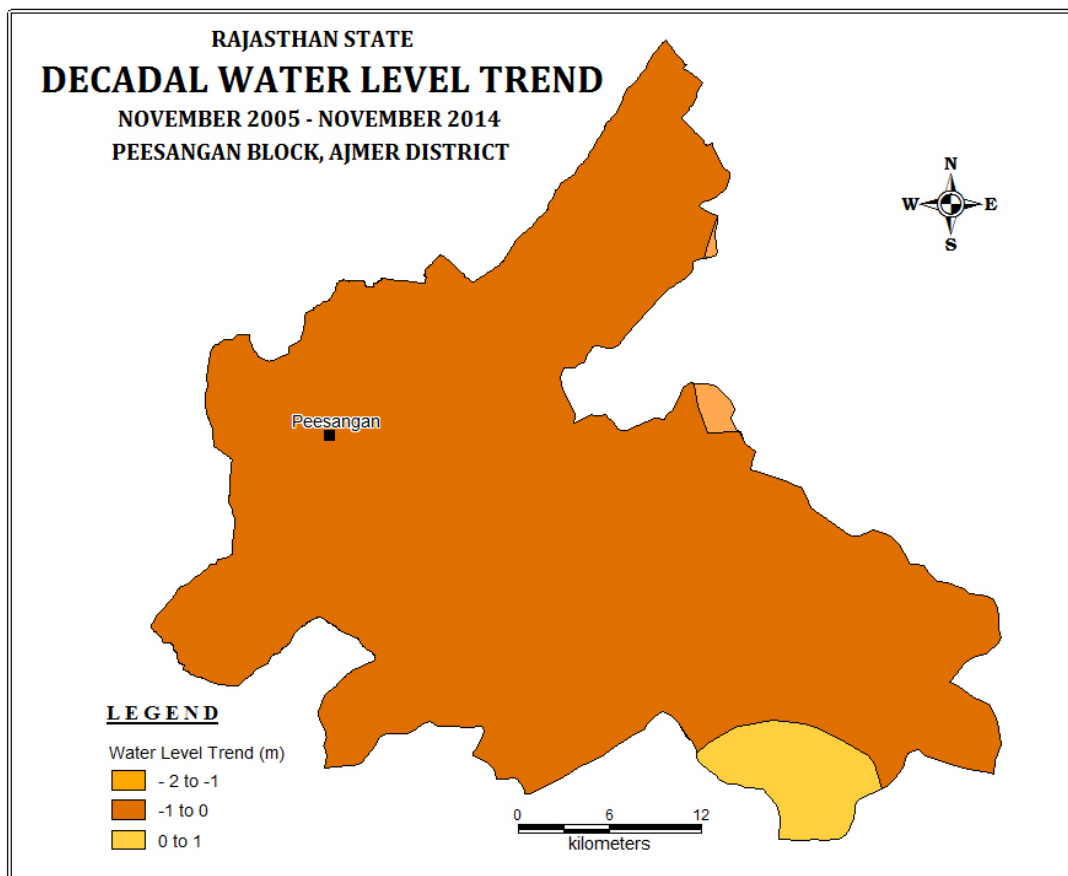 RAJASTHAN STATE
DECADAL WATER LEVEL TREND
NOVEMBER 2005 - NOVEMBER 2014
PEESANGAN BLOCK, AJMER DISTRICT
N
W E
S
Peesangan
LEGEND
Water Level Trend (m)
- 2 to -1
-1 to 0
0 to 1
0 6 12
kilometers